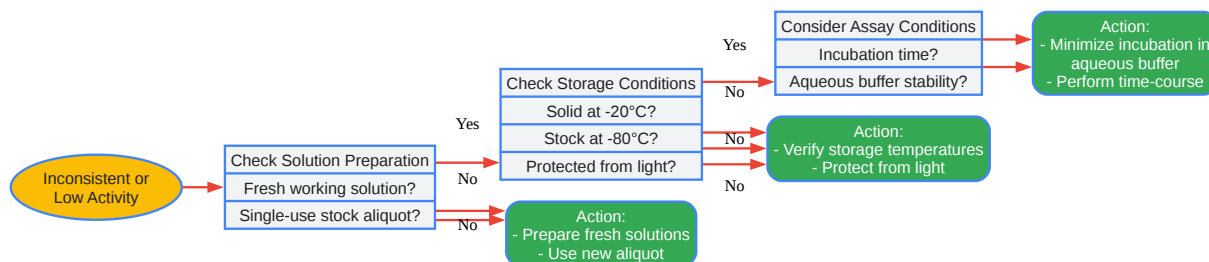 Inconsistent or
Low Activity
Check Solution Preparation
Fresh working solution?
Single-use stock aliquot?
Yes
No
No
Action:
- Prepare fresh solutions
- Use new aliquot
Check Storage Conditions
Solid at -20°C?
Stock at -80°C?
Protected from light?
Yes
No
No
No
Action:
- Verify storage temperatures
- Protect from light
Consider Assay Conditions
Incubation time?
Aqueous buffer stability?
Action:
- Minimize incubation in
aqueous buffer
- Perform time-course